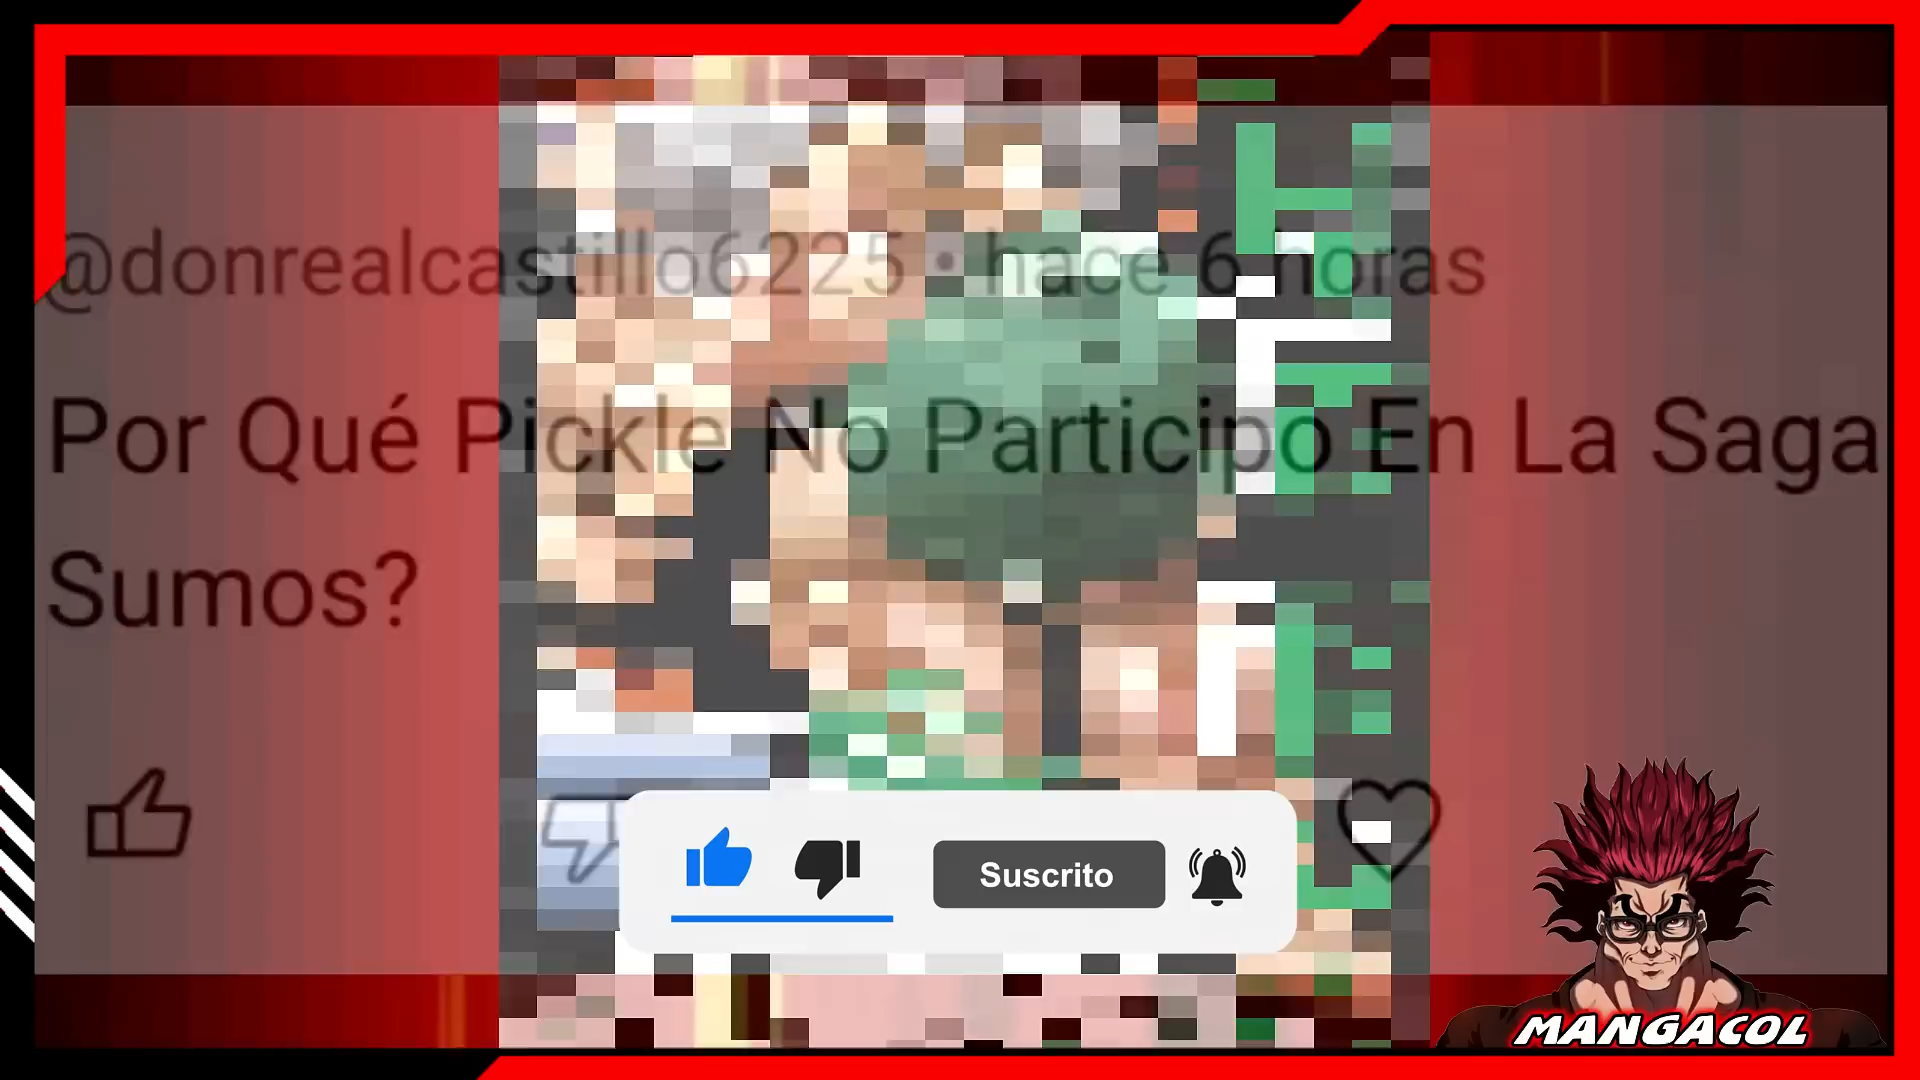 @donrealcastillo6225 • hace 6 horas
Por Qué Pickle No Participo En La Saga
Sumos?
Suscrito
MANGACOL